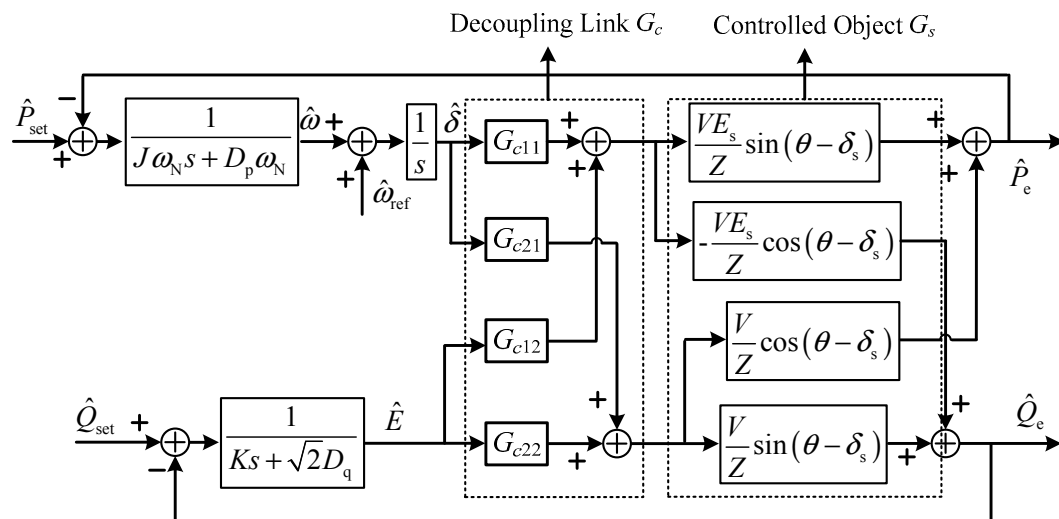 Decoupling Link G_c Controlled Object G_s
P̂_set − + 1 / (Jω_N s + D_p ω_N) ω̂ + + ω̂_ref 1/s δ̂ G_c11 + + (VE_s / Z) sin(θ − δ_s) + + P̂_e
G_c21 -(VE_s / Z) cos(θ − δ_s)
G_c12 (V / Z) cos(θ − δ_s)
Q̂_set + − 1 / (Ks + √2 D_q) Ê G_c22 + + (V / Z) sin(θ − δ_s) + + Q̂_e